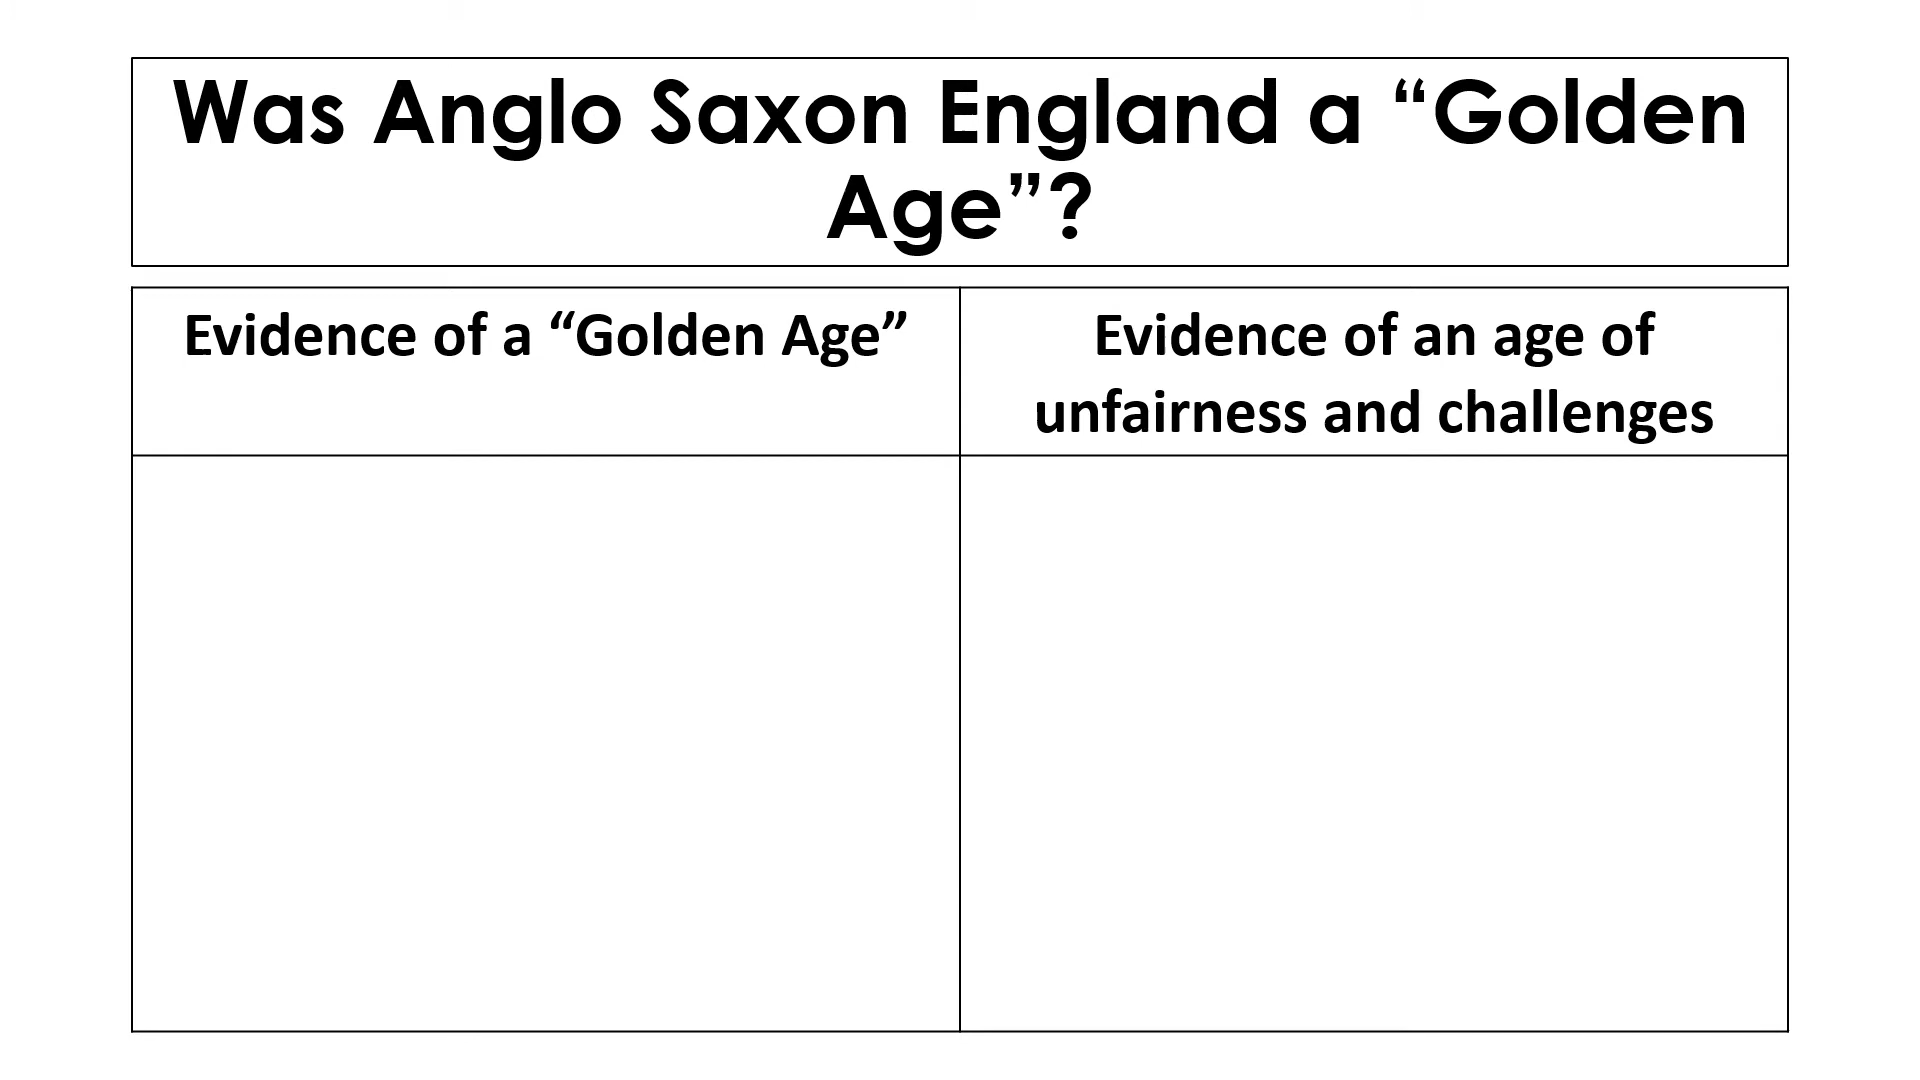 Was Anglo Saxon England a “Golden
Age”?
Evidence of a “Golden Age”
Evidence of an age of
unfairness and challenges